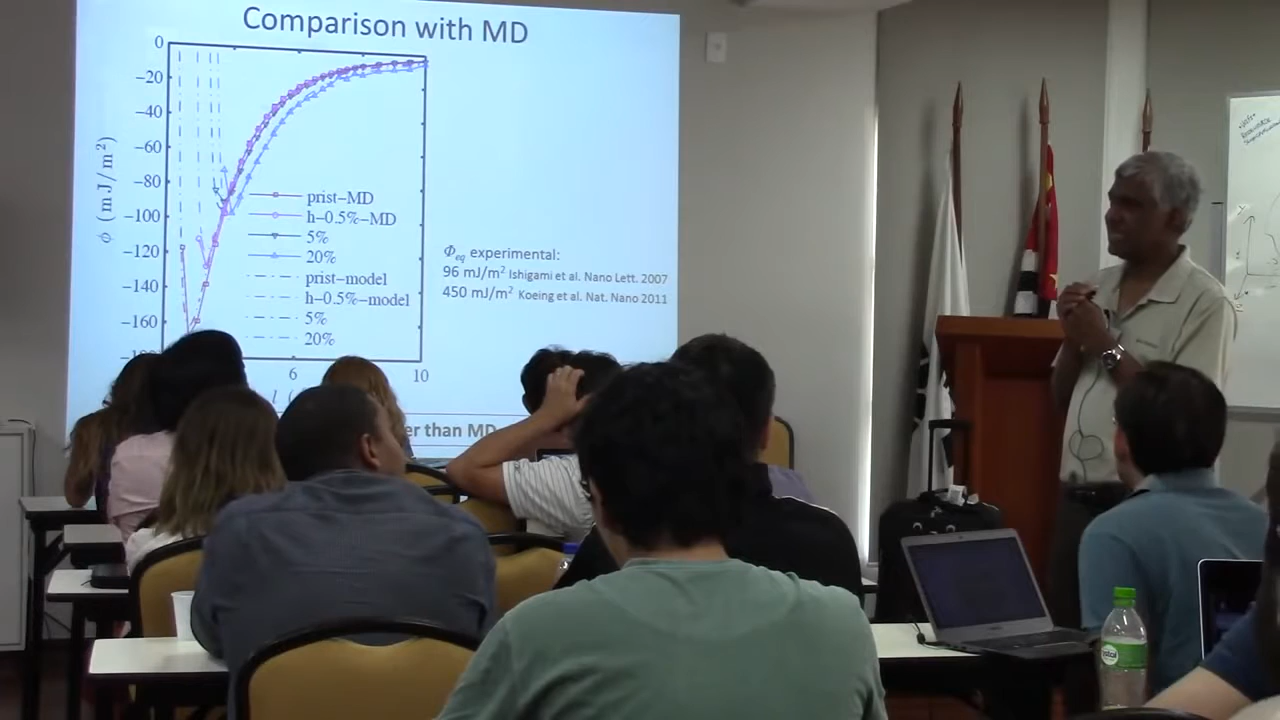 Comparison with MD
0
−20
−40
−60
−80
−100
−120
−140
−160
ϕ (mJ/m²)
prist−MD
h−0.5%−MD
5%
20%
prist−model
h−0.5%−model
5%
20%
6
10
Φeq experimental:
96 mJ/m² Ishigami et al. Nano Lett. 2007
450 mJ/m² Koeing et al. Nat. Nano 2011
er than MD